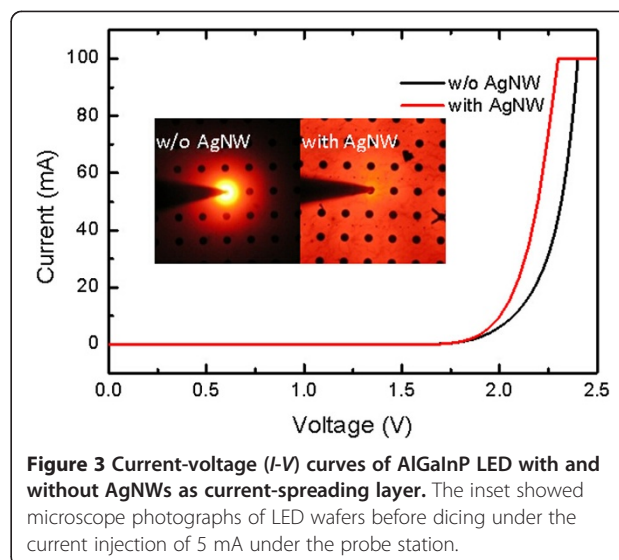 100
80
60
40
20
0
Current (mA)
w/o AgNW
with AgNW
w/o AgNW
with AgNW
0.0
0.5
1.0
1.5
2.0
2.5
Voltage (V)
Figure 3 Current-voltage (I-V) curves of AlGaInP LED with and
without AgNWs as current-spreading layer. The inset showed
microscope photographs of LED wafers before dicing under the
current injection of 5 mA under the probe station.